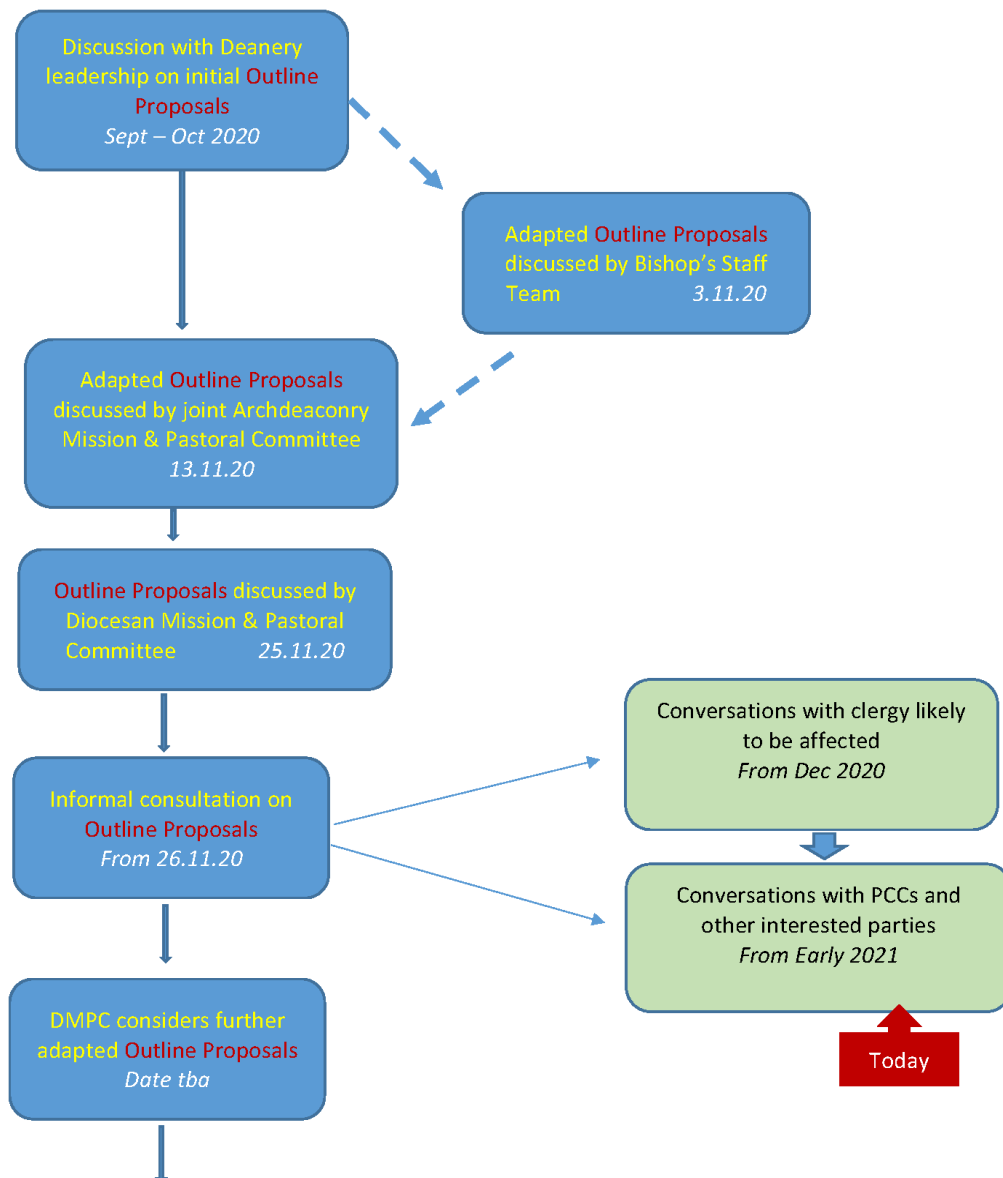 Discussion with Deanery
leadership on initial Outline
Proposals
Sept – Oct 2020
Adapted Outline Proposals
discussed by Bishop’s Staff
Team 3.11.20
Adapted Outline Proposals
discussed by joint Archdeaconry
Mission & Pastoral Committee
13.11.20
Outline Proposals discussed by
Diocesan Mission & Pastoral
Committee 25.11.20
Informal consultation on
Outline Proposals
From 26.11.20
Conversations with clergy likely
to be affected
From Dec 2020
Conversations with PCCs and
other interested parties
From Early 2021
Today
DMPC considers further
adapted Outline Proposals
Date tba